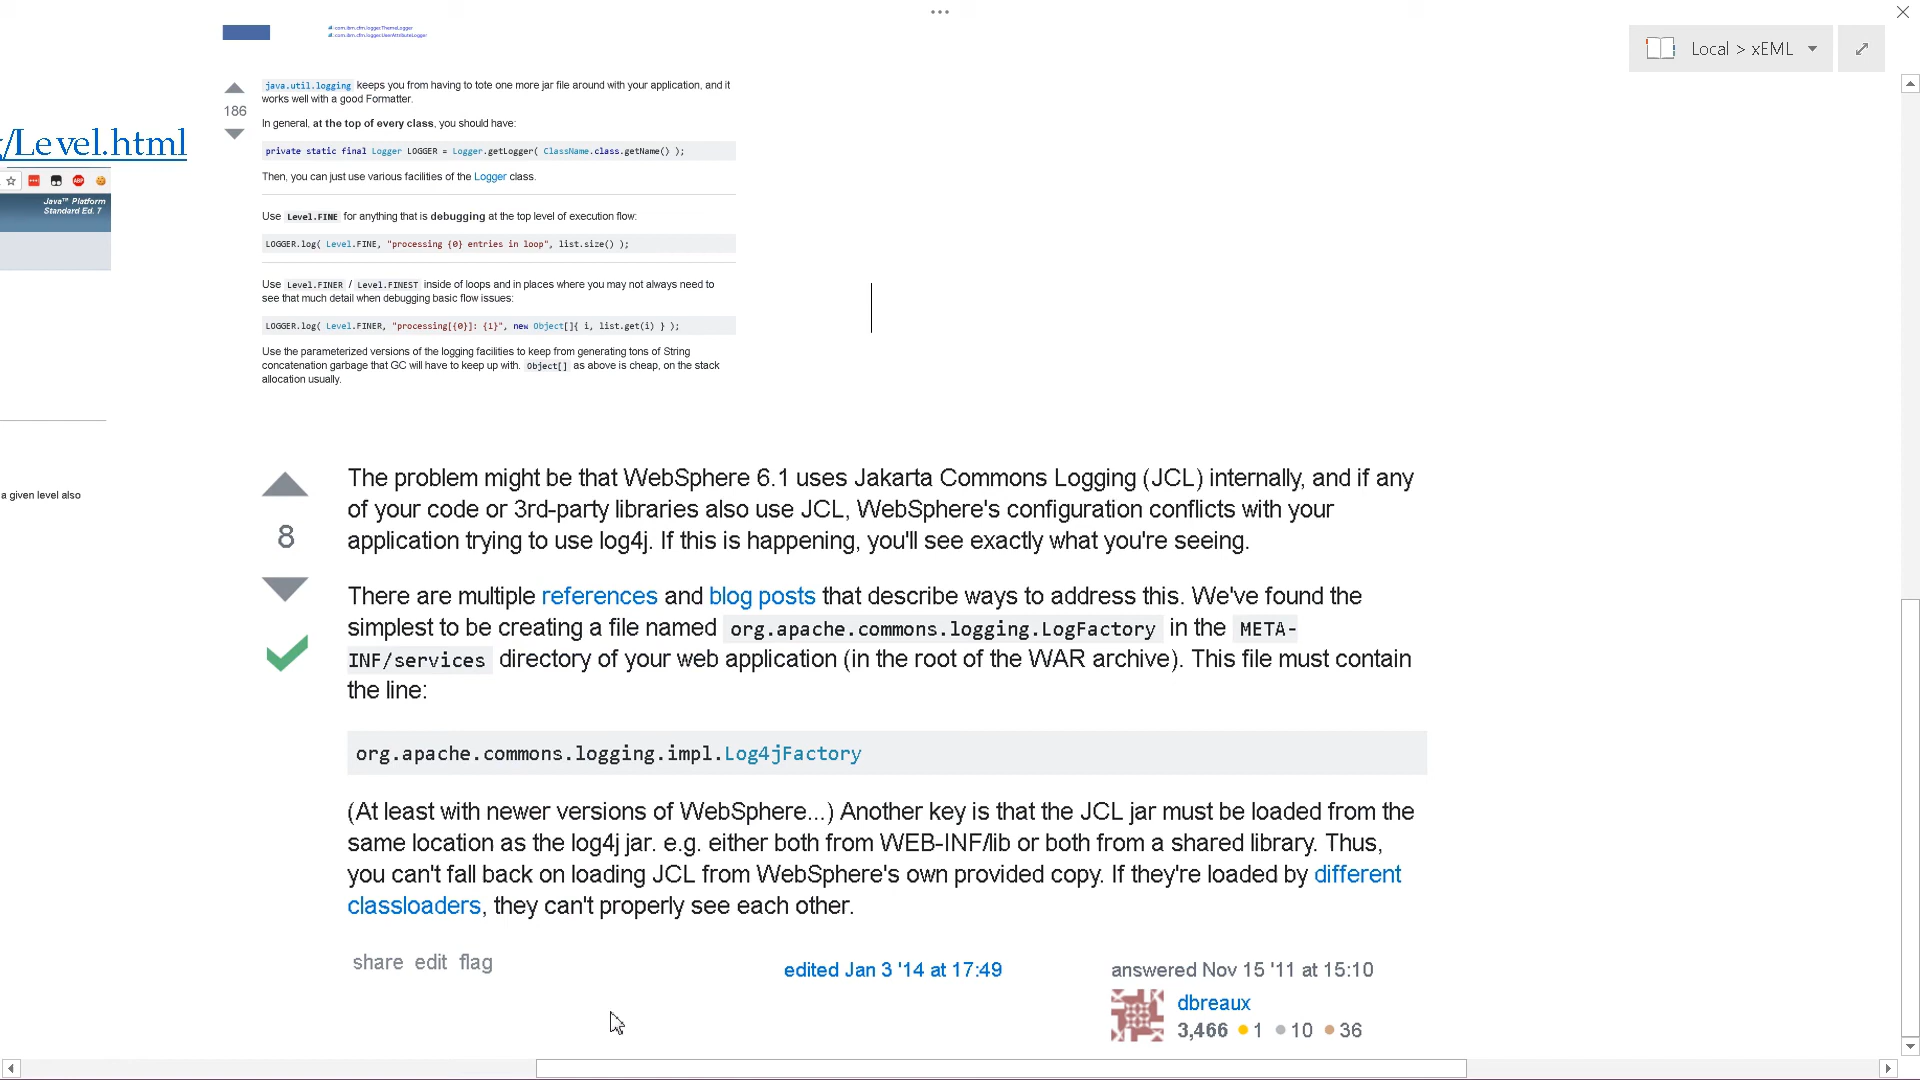 com.ibm.cfm.logger.ThemeLogger
com.ibm.cfm.logger.UserAttributeLogger
Local > xEML
g/Level.html
Java™ Platform
Standard Ed. 7
a given level also
java.util.logging keeps you from having to tote one more jar file around with your application, and it
works well with a good Formatter.
186
In general, at the top of every class, you should have:
private static final Logger LOGGER = Logger.getLogger( ClassName.class.getName() );
Then, you can just use various facilities of the Logger class.
Use Level.FINE for anything that is debugging at the top level of execution flow:
LOGGER.log( Level.FINE, "processing {0} entries in loop", list.size() );
Use Level.FINER / Level.FINEST inside of loops and in places where you may not always need to
see that much detail when debugging basic flow issues:
LOGGER.log( Level.FINER, "processing[{0}]: {1}", new Object[]{ i, list.get(i) } );
Use the parameterized versions of the logging facilities to keep from generating tons of String
concatenation garbage that GC will have to keep up with. Object[] as above is cheap, on the stack
allocation usually.
The problem might be that WebSphere 6.1 uses Jakarta Commons Logging (JCL) internally, and if any
of your code or 3rd-party libraries also use JCL, WebSphere's configuration conflicts with your
8
application trying to use log4j. If this is happening, you'll see exactly what you're seeing.
There are multiple references and blog posts that describe ways to address this. We've found the
simplest to be creating a file named org.apache.commons.logging.LogFactory in the META-
INF/services directory of your web application (in the root of the WAR archive). This file must contain
the line:
org.apache.commons.logging.impl.Log4jFactory
(At least with newer versions of WebSphere...) Another key is that the JCL jar must be loaded from the
same location as the log4j jar. e.g. either both from WEB-INF/lib or both from a shared library. Thus,
you can't fall back on loading JCL from WebSphere's own provided copy. If they're loaded by different
classloaders, they can't properly see each other.
share edit flag
edited Jan 3 '14 at 17:49
answered Nov 15 '11 at 15:10
dbreaux
3,466 1 10 36